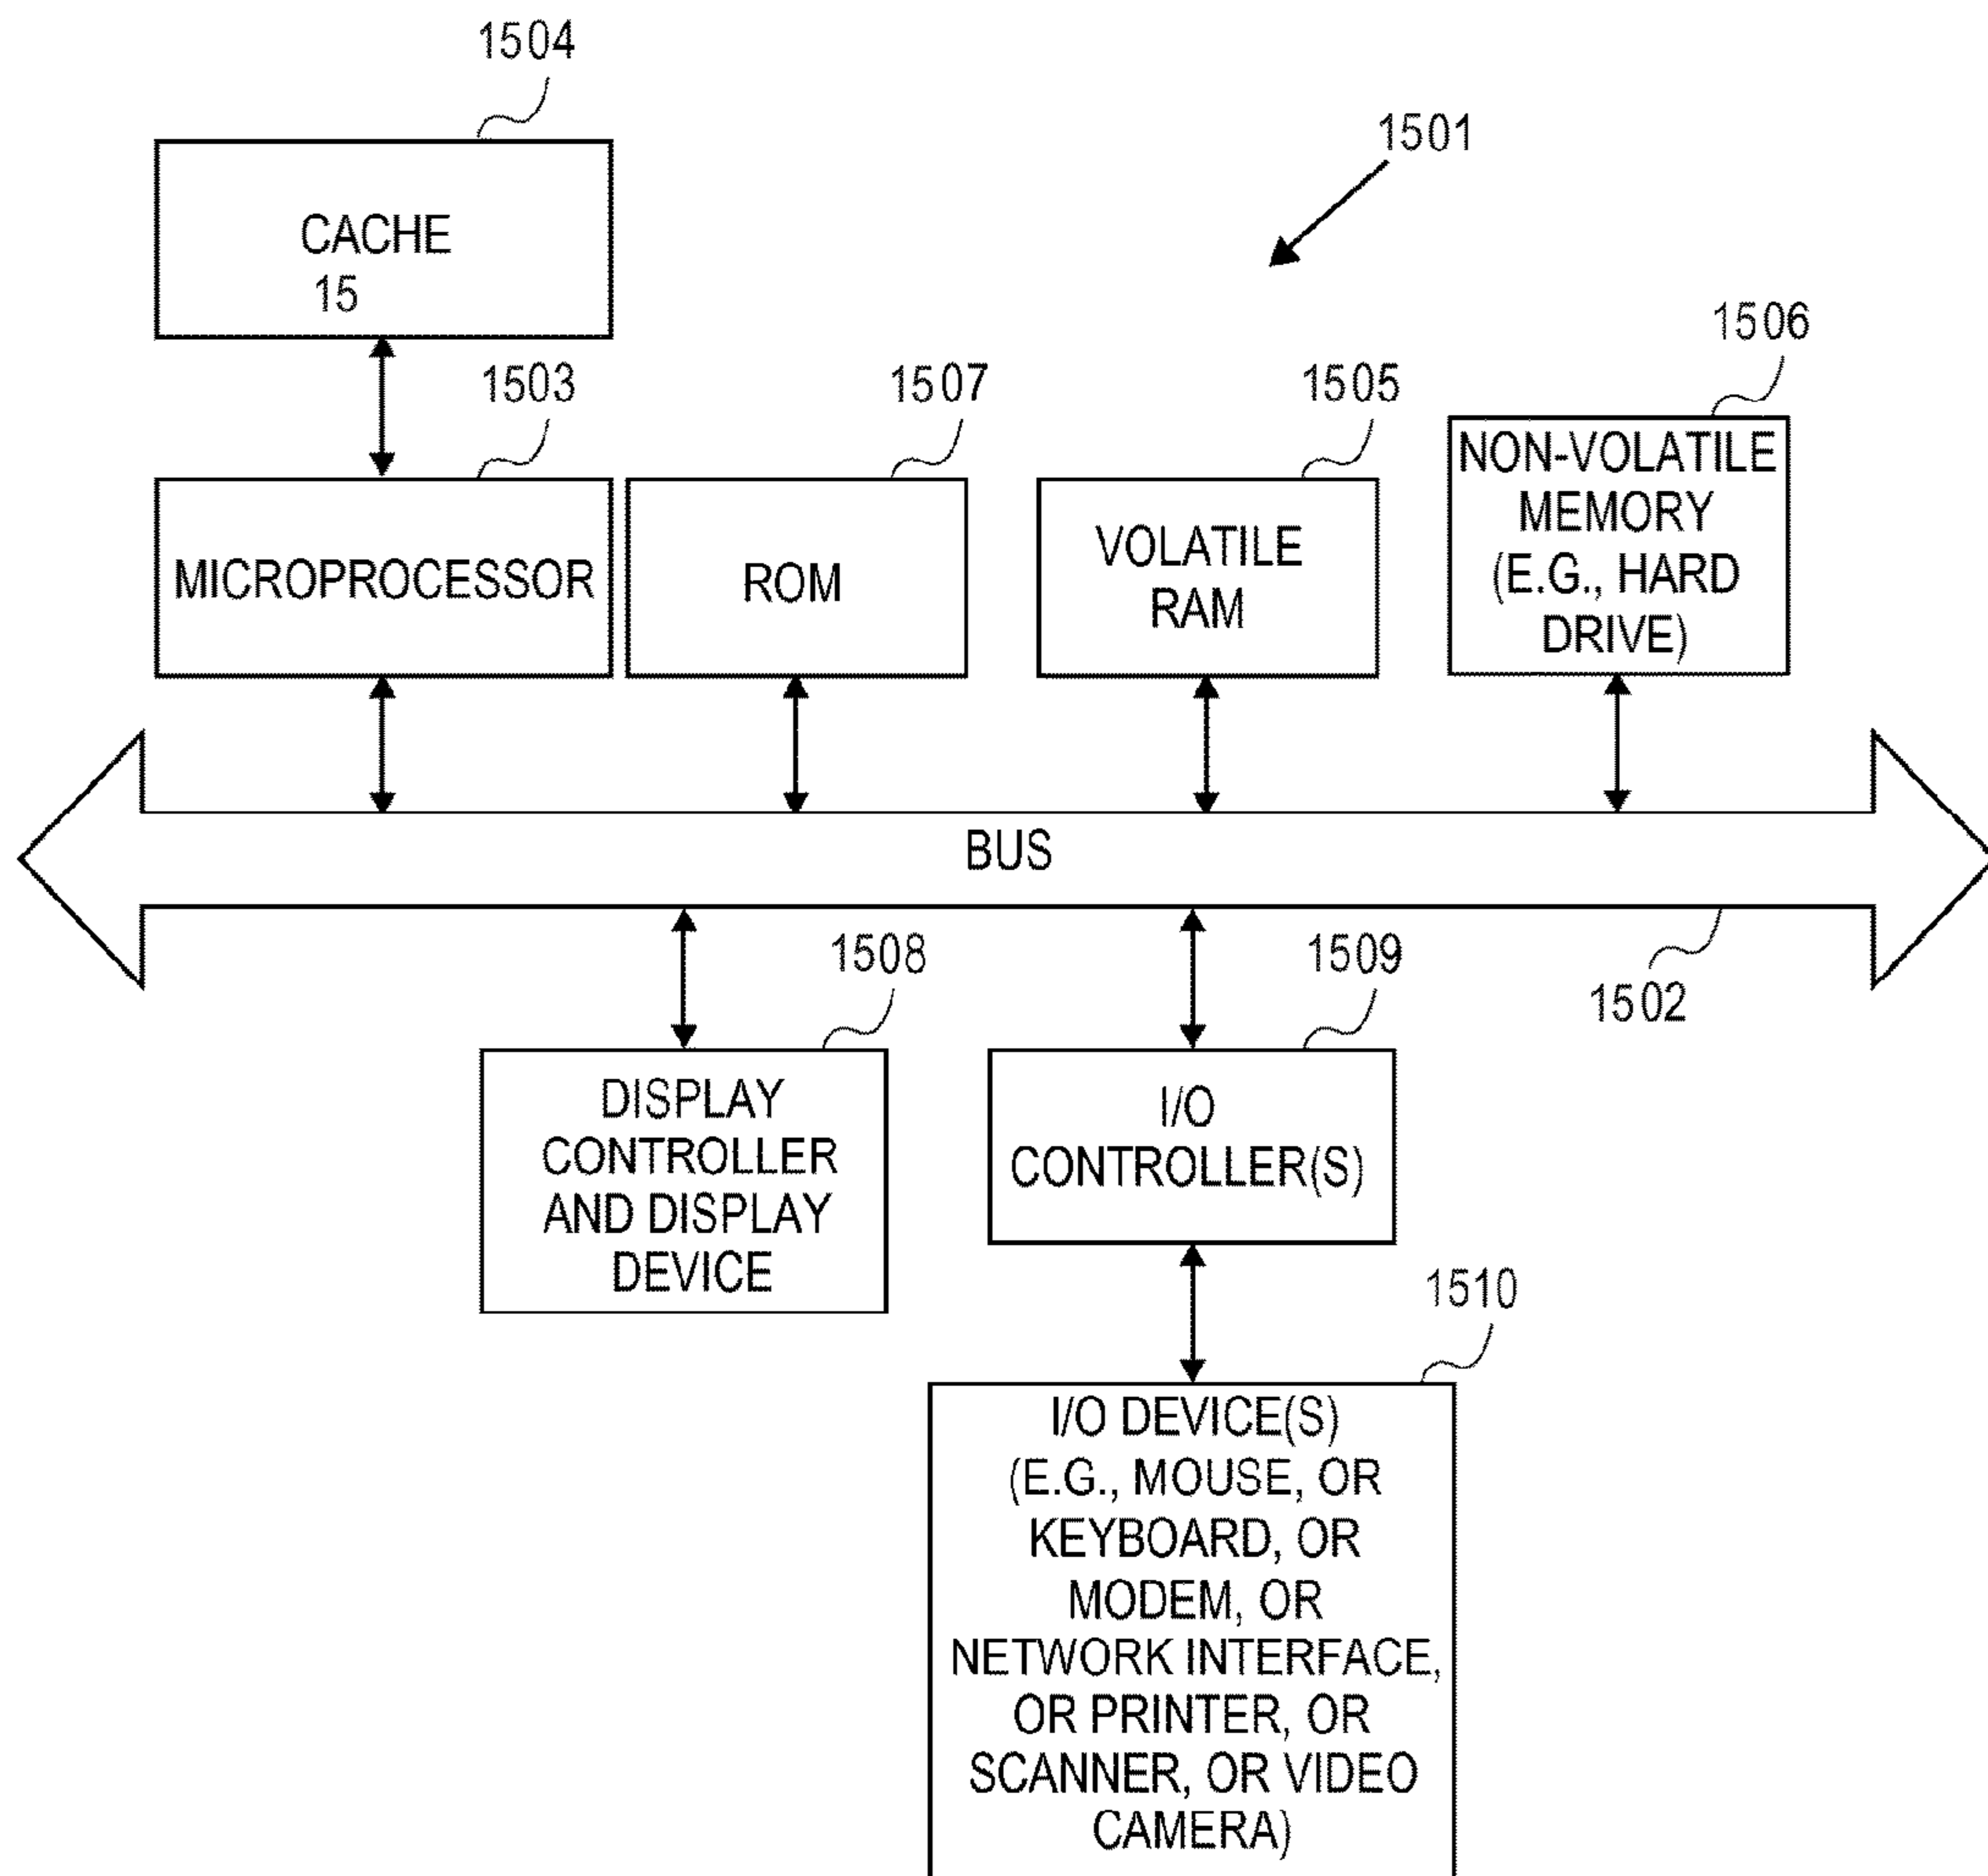 1504
1501
CACHE
15
1506
1503
1507
1505
NON-VOLATILE
MEMORY
(E.G., HARD
DRIVE)
MICROPROCESSOR
ROM
VOLATILE
RAM
BUS
1508
1509
1502
DISPLAY
CONTROLLER
AND DISPLAY
DEVICE
I/O
CONTROLLER(S)
1510
I/O DEVICE(S)
(E.G., MOUSE, OR
KEYBOARD, OR
MODEM, OR
NETWORK INTERFACE,
OR PRINTER, OR
SCANNER, OR VIDEO
CAMERA)